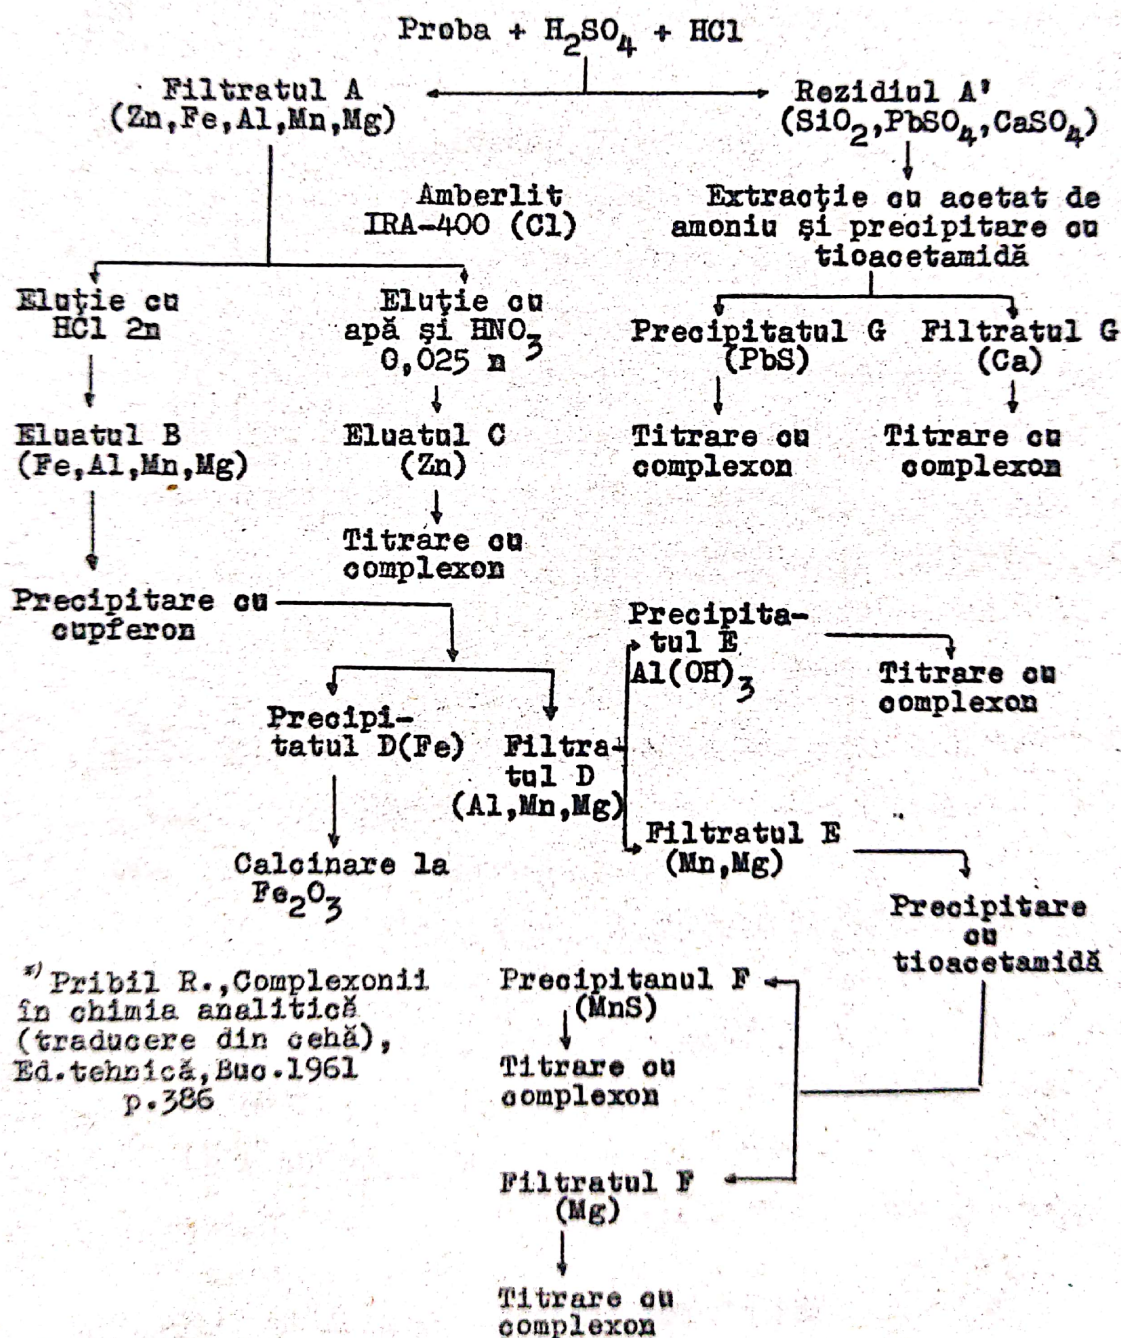 Proba + H2SO4 + HCl
Filtratul A
(Zn,Fe,Al,Mn,Mg)
Rezidiul A'
(SiO2,PbSO4,CaSO4)
Amberlit
IRA-400 (Cl)
Extracţie cu acetat de
amoniu şi precipitare cu
tioacetamidă
Eluţie cu
HCl 2n
Eluţie cu
apă şi HNO3
0,025 n
Precipitatul G
(PbS)
Filtratul G
(Ca)
Eluatul B
(Fe,Al,Mn,Mg)
Eluatul C
(Zn)
Titrare cu
complexon
Titrare cu
complexon
Titrare cu
complexon
Precipitare cu
cupferon
Precipita-
tul E
Al(OH)3
Titrare cu
complexon
Precipi-
tatul D(Fe)
Filtra-
tul D
(Al,Mn,Mg)
Calcinare la
Fe2O3
Filtratul E
(Mn,Mg)
Precipitare
cu
tioacetamidă
*) Pribil R.,Complexonii
în chimia analitică
(traducere din cehă),
Ed.tehnică,Buc.1961
p.386
Precipitanul F
(MnS)
Titrare cu
complexon
Filtratul F
(Mg)
Titrare cu
complexon